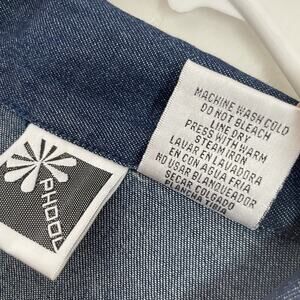 MACHINE WASH COLD
DO NOT BLEACH
LINE DRY
PRESS WITH WARM
STEAM IRON
LAVAR EN LAVADORA
EN CON AGUA FRIA
NO USAR BLANQUEADOR
SECAR COLGADO
PLANCHA TIBIA
PHOOL